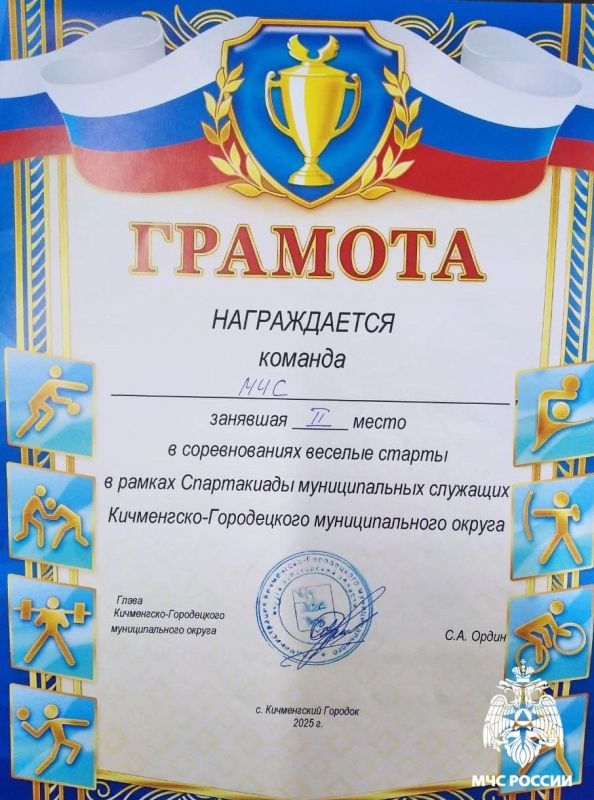 ГРАМОТА
НАГРАЖДАЕТСЯ
команда
МЧС ,
занявшая II место
в соревнованиях веселые старты
в рамках Спартакиады муниципальных служащих
Кичменгско-Городецкого муниципального округа
Глава
Кичменгско-Городецкого
муниципального округа
С.А. Ордин
с. Кичменгский Городок
2025 г.
МЧС РОССИИ